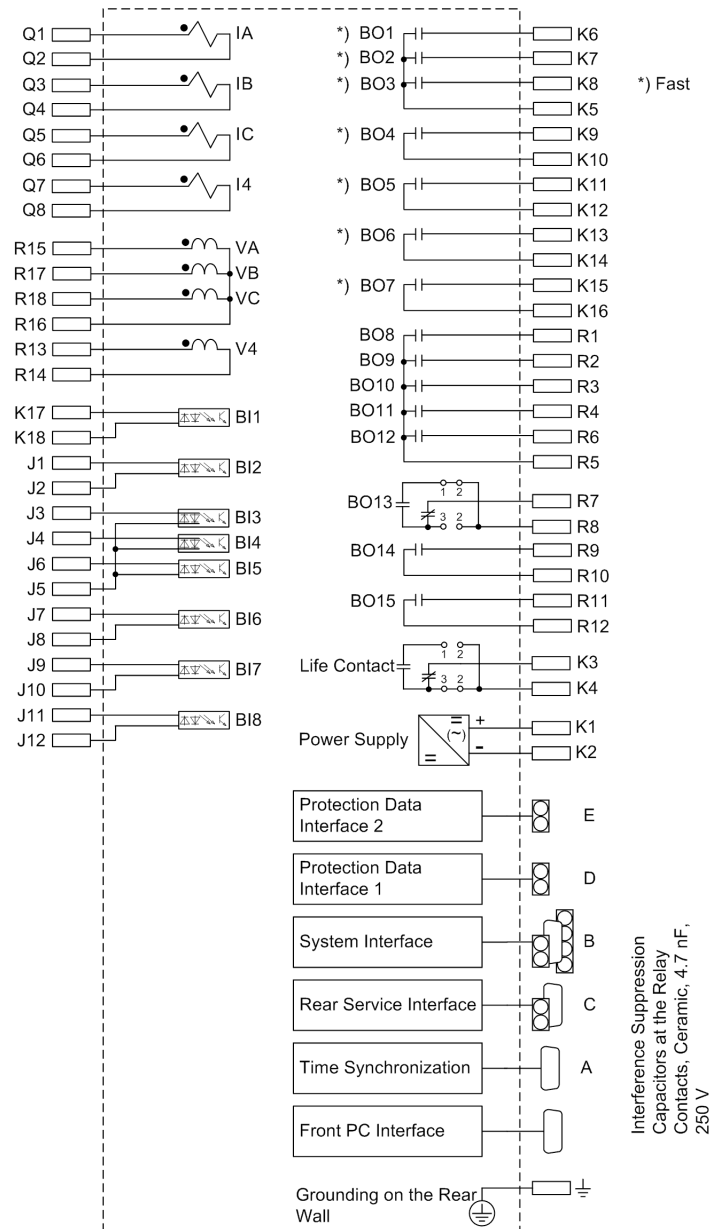 Q1 IA *) BO1 K6
Q2 *) BO2 K7
Q3 IB *) BO3 K8 *) Fast
Q4 K5
Q5 IC *) BO4 K9
Q6 K10
Q7 I4 *) BO5 K11
Q8 K12
R15 VA *) BO6 K13
R17 VB K14
R18 VC *) BO7 K15
R16 K16
R13 V4 BO8 R1
R14 BO9 R2
BO10 R3
K17 BI1 BO11 R4
K18 BO12 R6
J1 BI2 R5
J2
J3 BI3 BO13 1 2 R7
J4 BI4 3 2 R8
J6 BI5 BO14 R9
J5 R10
J7 BI6 BO15 R11
J8 R12
J9 BI7 Life Contact 1 2 K3
J10 3 2 K4
J11 BI8 Power Supply = (~) + K1
J12 = - K2
Protection Data
Interface 2
E
Protection Data
Interface 1
D
System Interface B
Rear Service Interface C
Time Synchronization A
Front PC Interface
Grounding on the Rear
Wall
Interference Suppression
Capacitors at the Relay
Contacts, Ceramic, 4.7 nF,
250 V